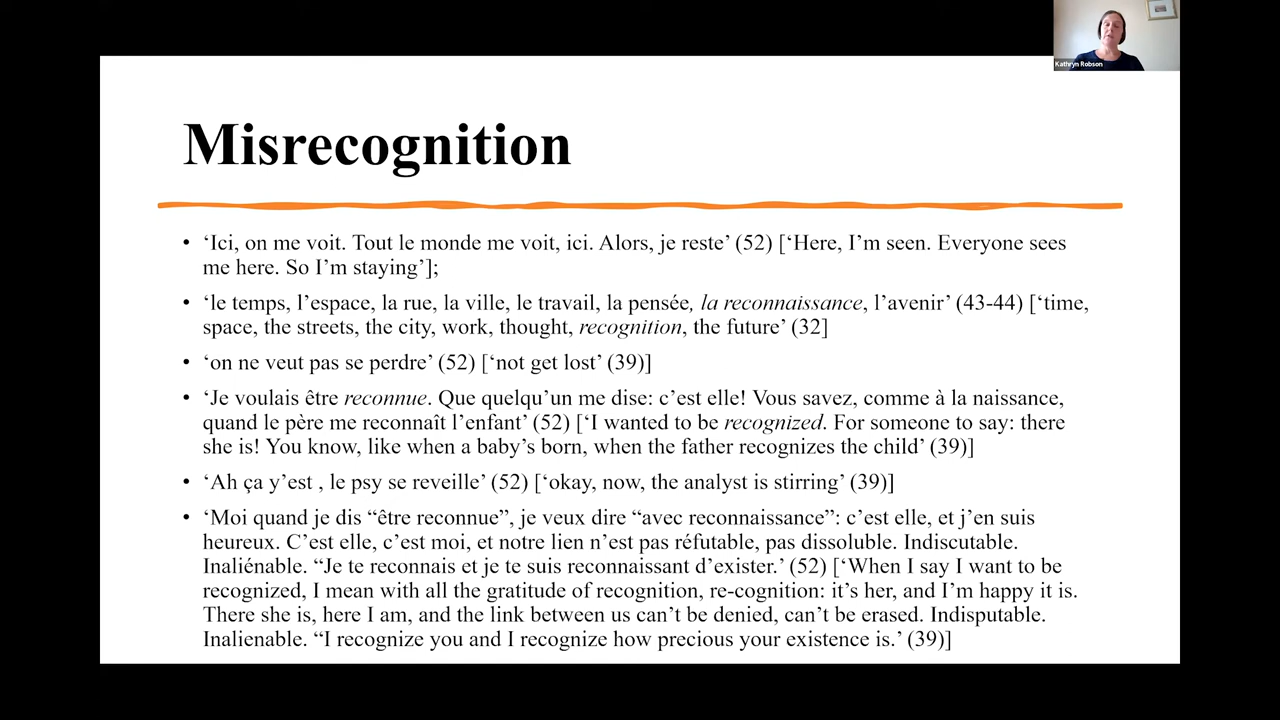 Kathryn Robson
Misrecognition
• ‘Ici, on me voit. Tout le monde me voit, ici. Alors, je reste’ (52) [‘Here, I’m seen. Everyone sees
me here. So I’m staying’];
• ‘le temps, l’espace, la rue, la ville, le travail, la pensée, la reconnaissance, l’avenir’ (43-44) [‘time,
space, the streets, the city, work, thought, recognition, the future’ (32]
• ‘on ne veut pas se perdre’ (52) [‘not get lost’ (39)]
• ‘Je voulais être reconnue. Que quelqu’un me dise: c’est elle! Vous savez, comme à la naissance,
quand le père me reconnaît l’enfant’ (52) [‘I wanted to be recognized. For someone to say: there
she is! You know, like when a baby’s born, when the father recognizes the child’ (39)]
• ‘Ah ça y’est , le psy se reveille’ (52) [‘okay, now, the analyst is stirring’ (39)]
• ‘Moi quand je dis “être reconnue”, je veux dire “avec reconnaissance”: c’est elle, et j’en suis
heureux. C’est elle, c’est moi, et notre lien n’est pas réfutable, pas dissoluble. Indiscutable.
Inaliénable. “Je te reconnais et je te suis reconnaissant d’exister.’ (52) [‘When I say I want to be
recognized, I mean with all the gratitude of recognition, re-cognition: it’s her, and I’m happy it is.
There she is, here I am, and the link between us can’t be denied, can’t be erased. Indisputable.
Inalienable. “I recognize you and I recognize how precious your existence is.’ (39)]